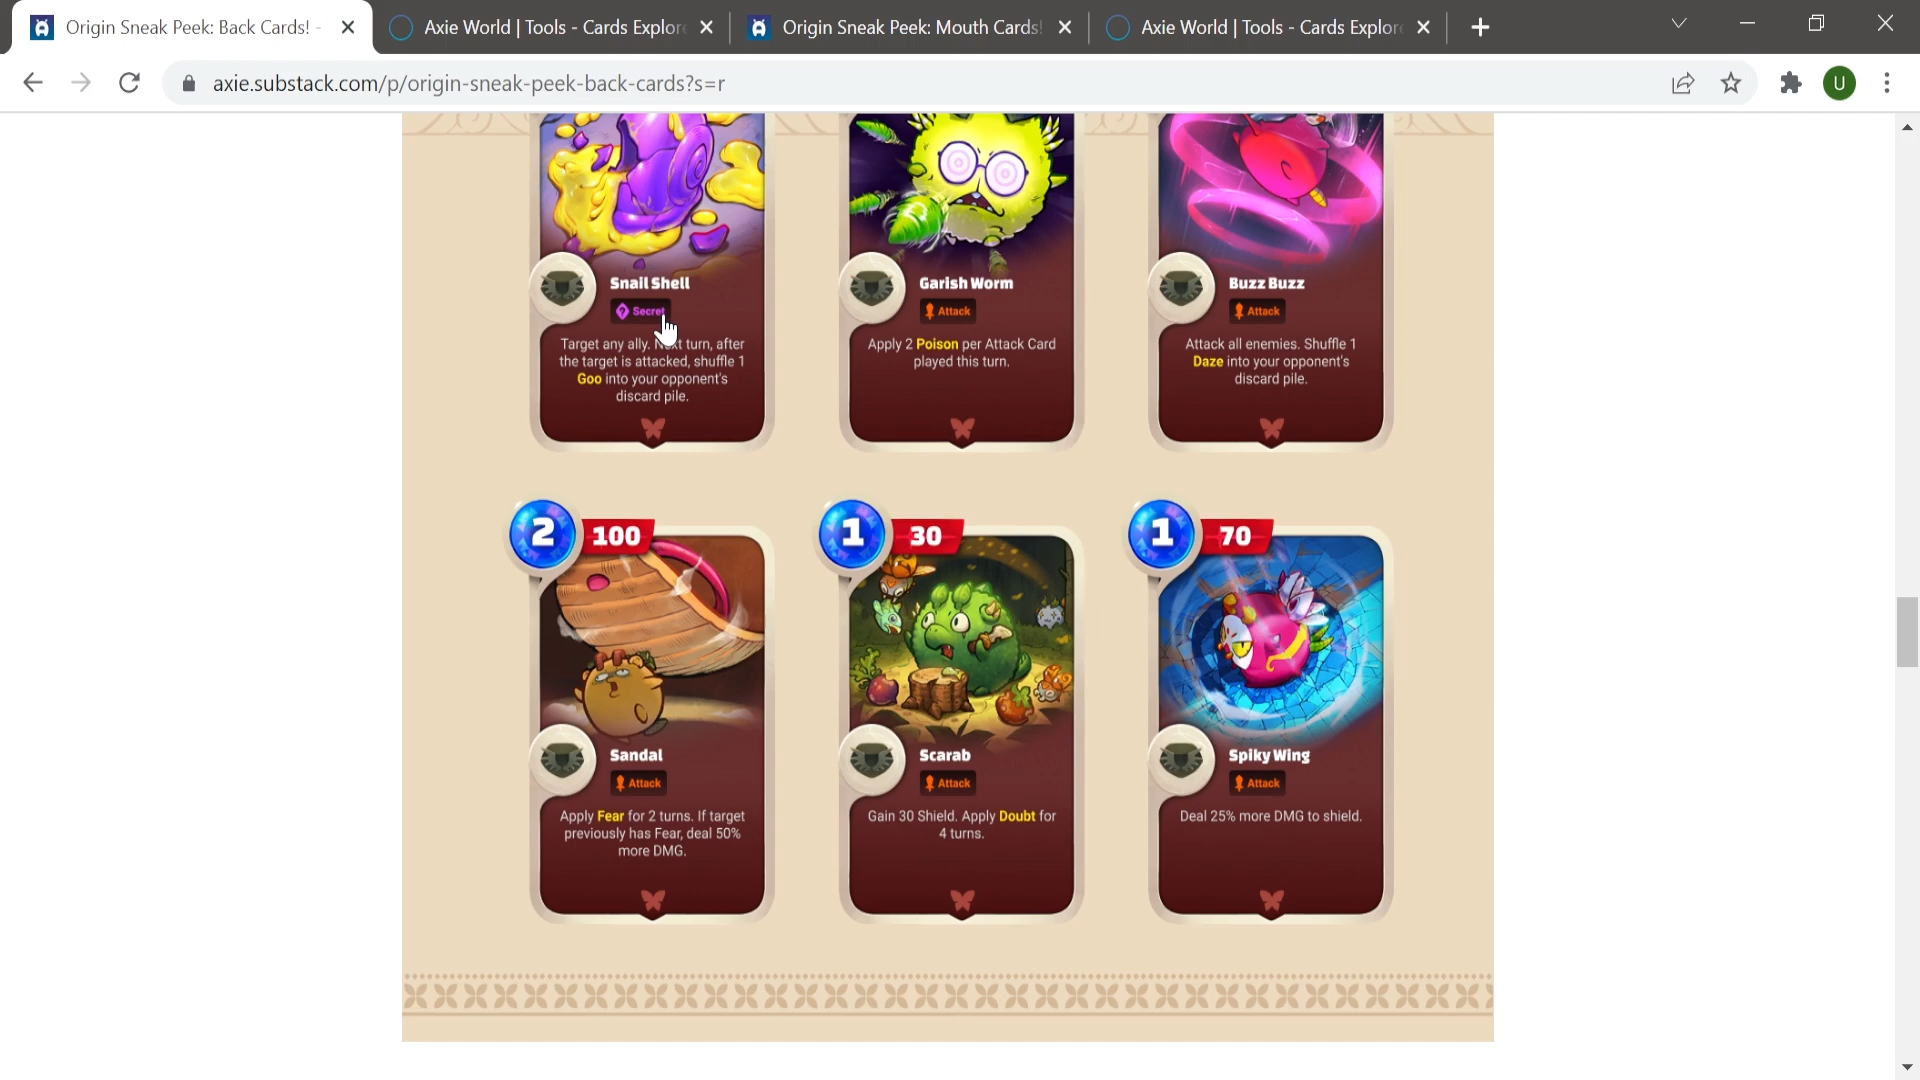 Origin Sneak Peek: Back Cards! -
Axie World | Tools - Cards Explore
Origin Sneak Peek: Mouth Cards!
Axie World | Tools - Cards Explore
axie.substack.com/p/origin-sneak-peek-back-cards?s=r
U
Snail Shell
Secret
Target any ally. Next turn, after
the target is attacked, shuffle 1
Goo into your opponent's
discard pile.
Garish Worm
Attack
Apply 2 Poison per Attack Card
played this turn.
Buzz Buzz
Attack
Attack all enemies. Shuffle 1
Daze into your opponent's
discard pile.
2
100
Sandal
Attack
Apply Fear for 2 turns. If target
previously has Fear, deal 50%
more DMG.
1
30
Scarab
Attack
Gain 30 Shield. Apply Doubt for
4 turns.
1
70
Spiky Wing
Attack
Deal 25% more DMG to shield.